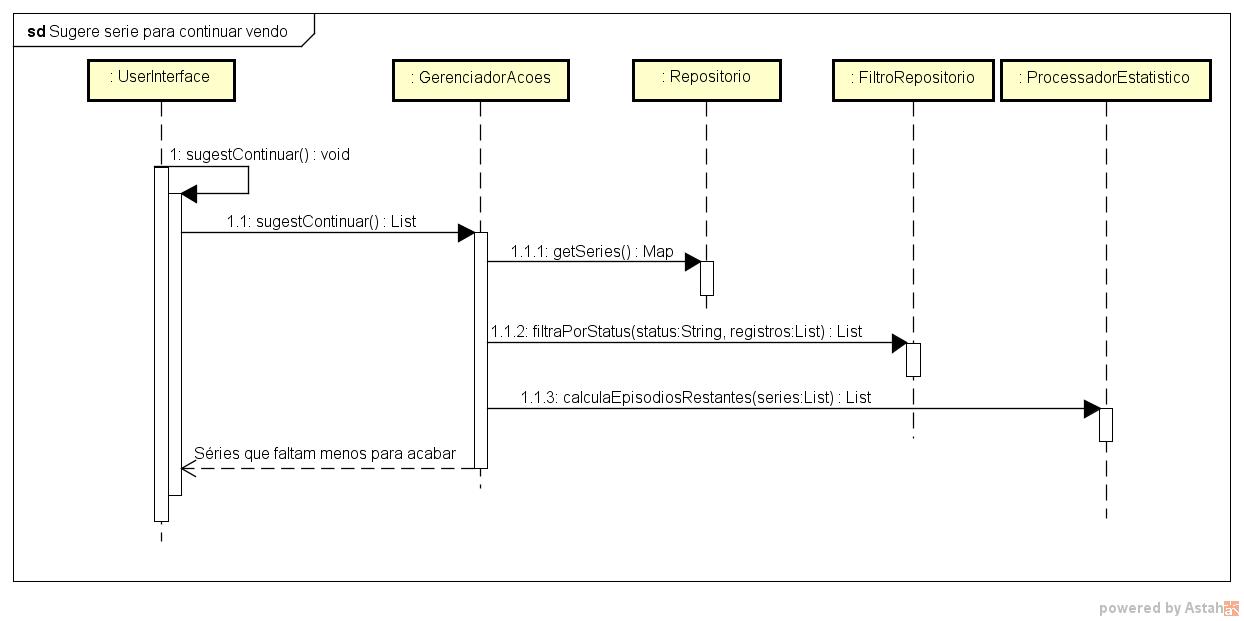 sd Sugere serie para continuar vendo
: UserInterface
: GerenciadorAcoes
: Repositorio
: FiltroRepositorio
: ProcessadorEstatistico
1: sugestContinuar() : void
1.1: sugestContinuar() : List
1.1.1: getSeries() : Map
1.1.2: filtraPorStatus(status:String, registros:List) : List
1.1.3: calculaEpisodiosRestantes(series:List) : List
Séries que faltam menos para acabar
powered by Astah